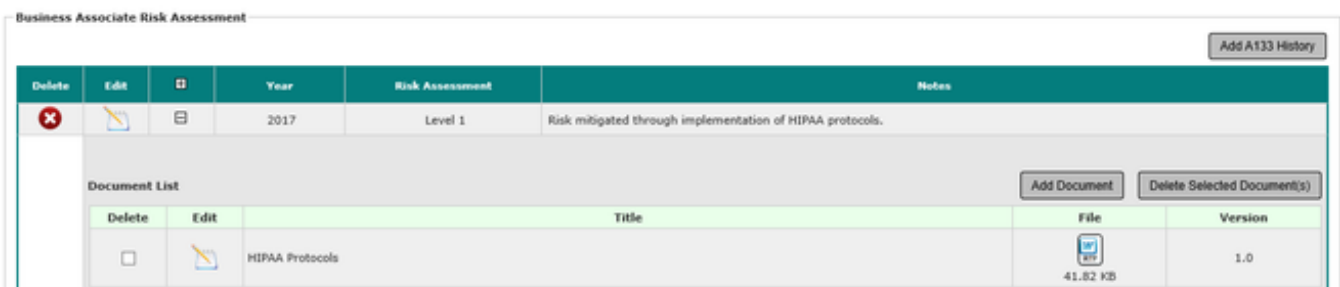 Business Associate Risk Assessment
Add A133 History
Delete Edit Year Risk Assessment Notes
2017 Level 1 Risk mitigated through implementation of HIPAA protocols.
Document List Add Document Delete Selected Document(s)
Delete Edit Title File Version
HIPAA Protocols 1.0
41.82 KB